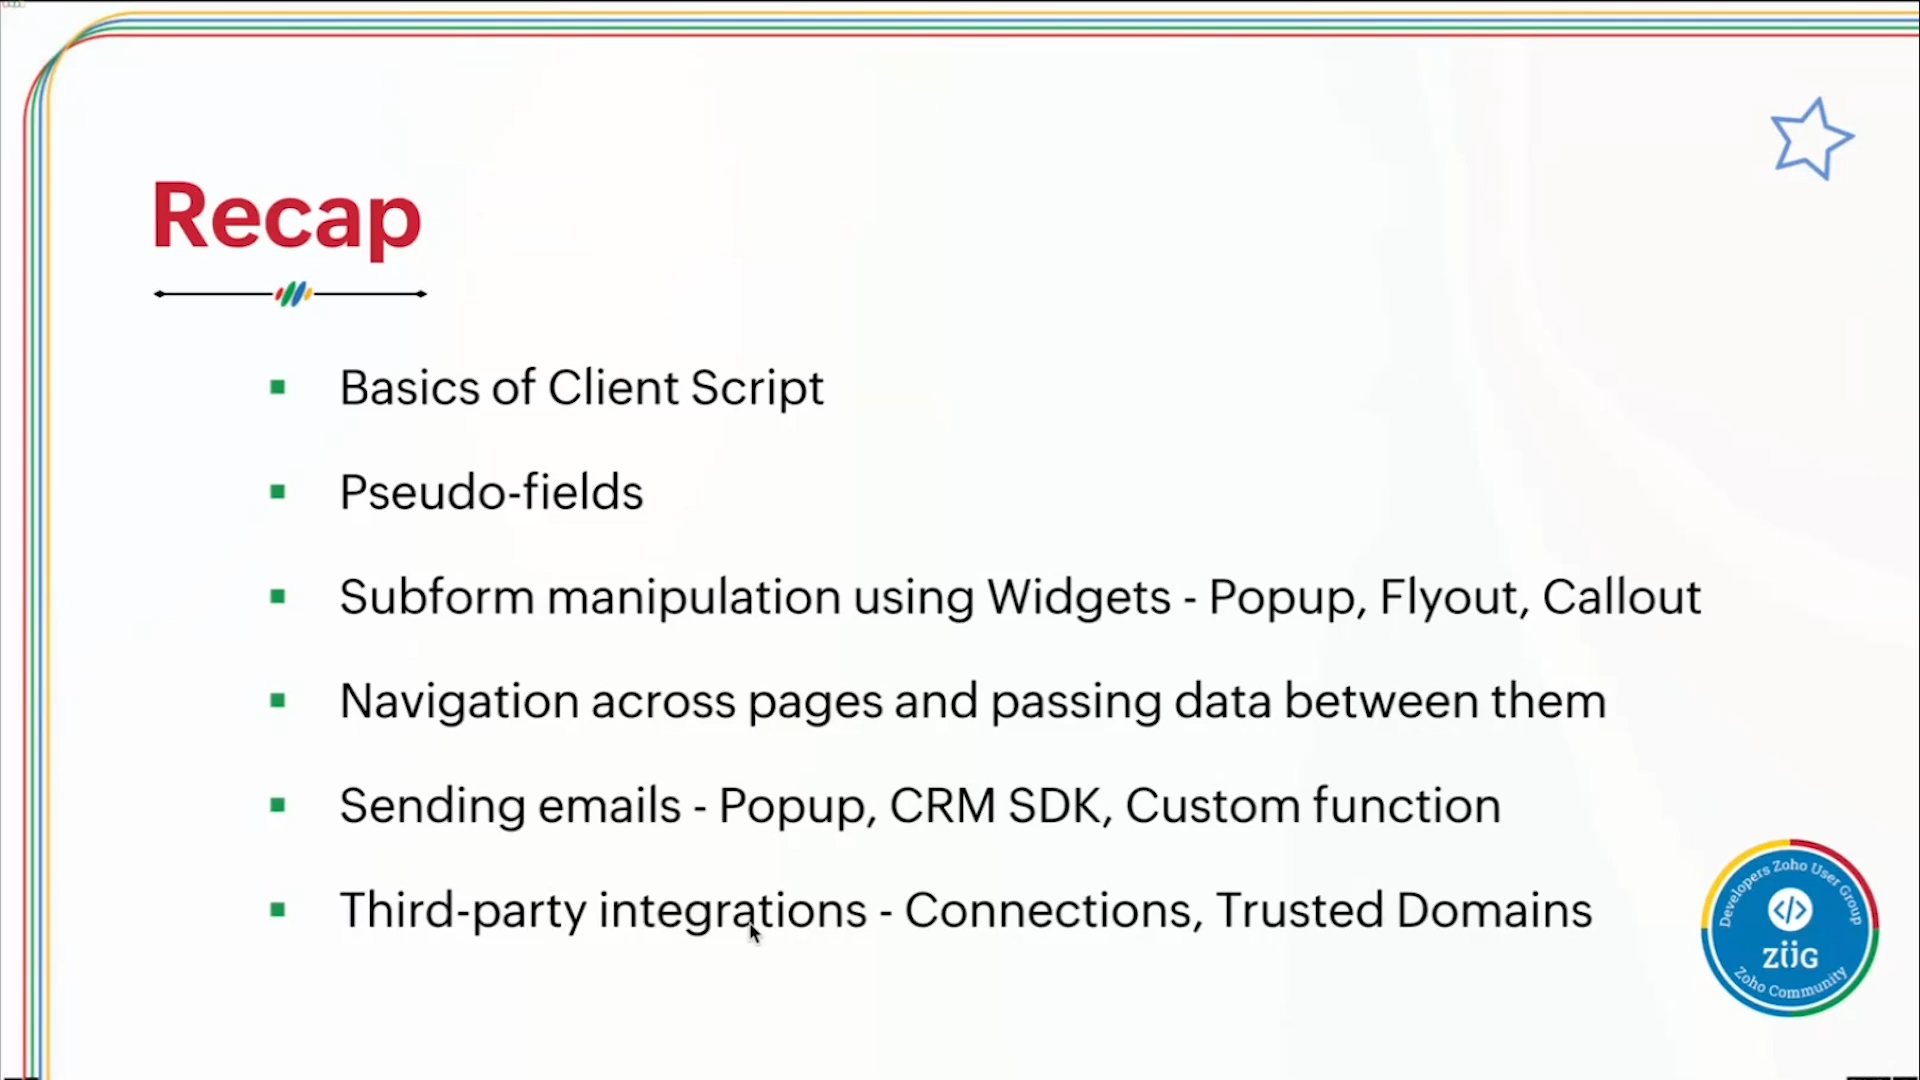 Recap
Basics of Client Script
Pseudo-fields
Subform manipulation using Widgets - Popup, Flyout, Callout
Navigation across pages and passing data between them
Sending emails - Popup, CRM SDK, Custom function
Third-party integrations - Connections, Trusted Domains
Developers Zoho User Group
</>
ZUG
Zoho Community